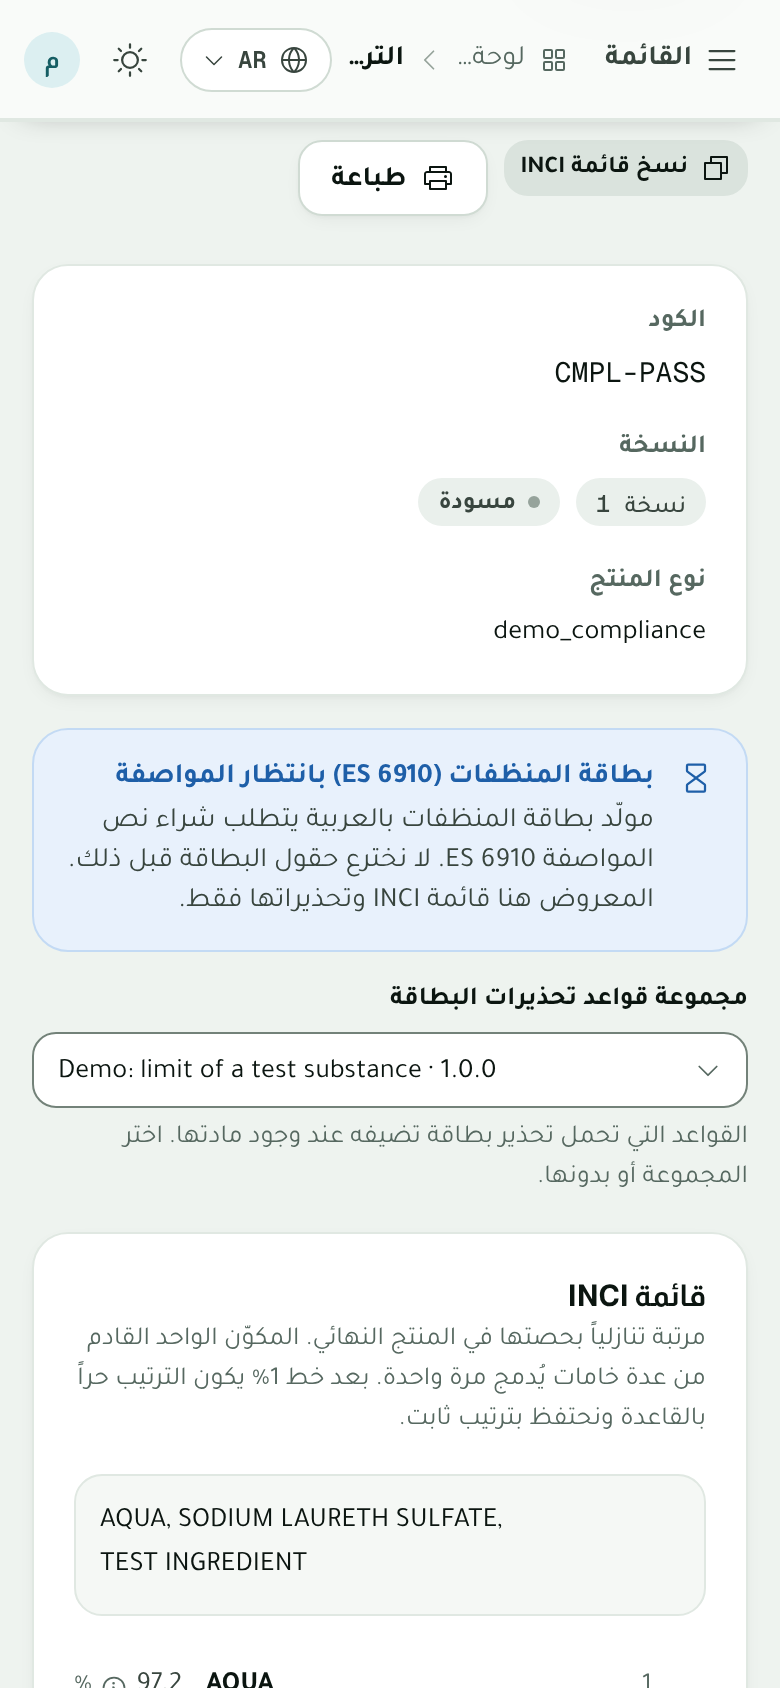 القائمة
لوحة...
التر...
AR
م
نسخ قائمة INCI
طباعة
الكود
CMPL-PASS
النسخة
نسخة 1
مسودة
نوع المنتج
demo_compliance
بطاقة المنظفات (ES 6910) بانتظار المواصفة
مولّد بطاقة المنظفات بالعربية يتطلب شراء نص
المواصفة ES 6910. لا نخترع حقول البطاقة قبل ذلك.
المعروض هنا قائمة INCI وتحذيراتها فقط.
مجموعة قواعد تحذيرات البطاقة
Demo: limit of a test substance · 1.0.0
القواعد التي تحمل تحذير بطاقة تضيفه عند وجود مادتها. اختر
المجموعة أو بدونها.
قائمة INCI
مرتبة تنازلياً بحصتها في المنتج النهائي. المكوّن الواحد القادم
من عدة خامات يُدمج مرة واحدة. بعد خط 1% يكون الترتيب حراً
بالقاعدة ونحتفظ بترتيب ثابت.
AQUA, SODIUM LAURETH SULFATE,
TEST INGREDIENT
1 AQUA 97.2 %